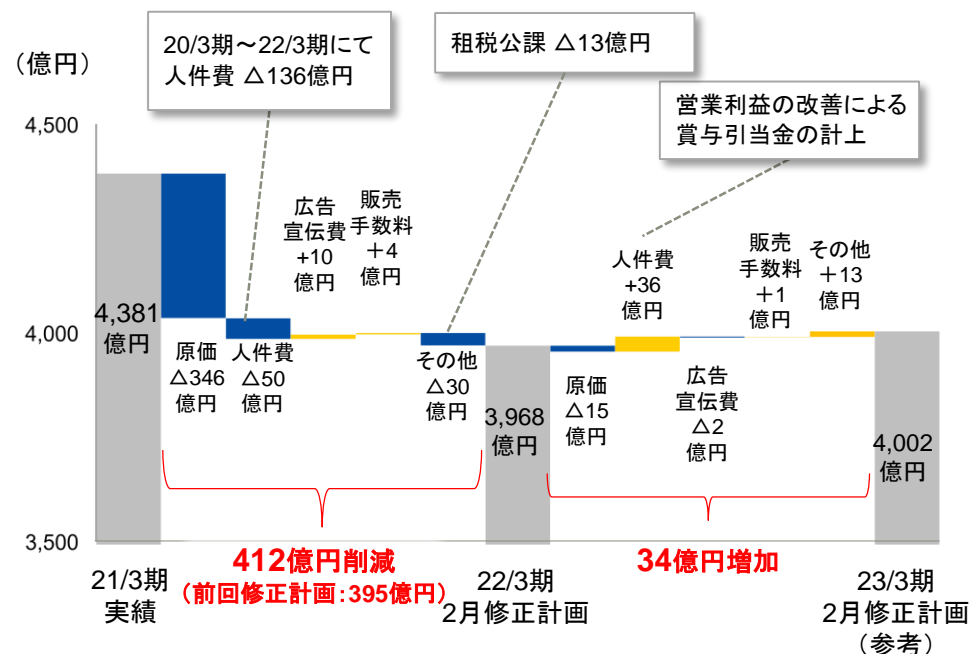 （億円）
20/3期～22/3期にて
人件費 △136億円
租税公課 △13億円
営業利益の改善による
賞与引当金の計上
4,500
4,000
3,500
4,381
億円
原価
△346
億円
人件費
△50
億円
広告
宣伝費
+10
億円
販売
手数料
＋4
億円
その他
△30
億円
3,968
億円
原価
△15
億円
人件費
+36
億円
広告
宣伝費
△2
億円
販売
手数料
＋1
億円
その他
＋13
億円
4,002
億円
412億円削減
（前回修正計画：395億円）
34億円増加
21/3期
実績
22/3期
2月修正計画
23/3期
2月修正計画
（参考）